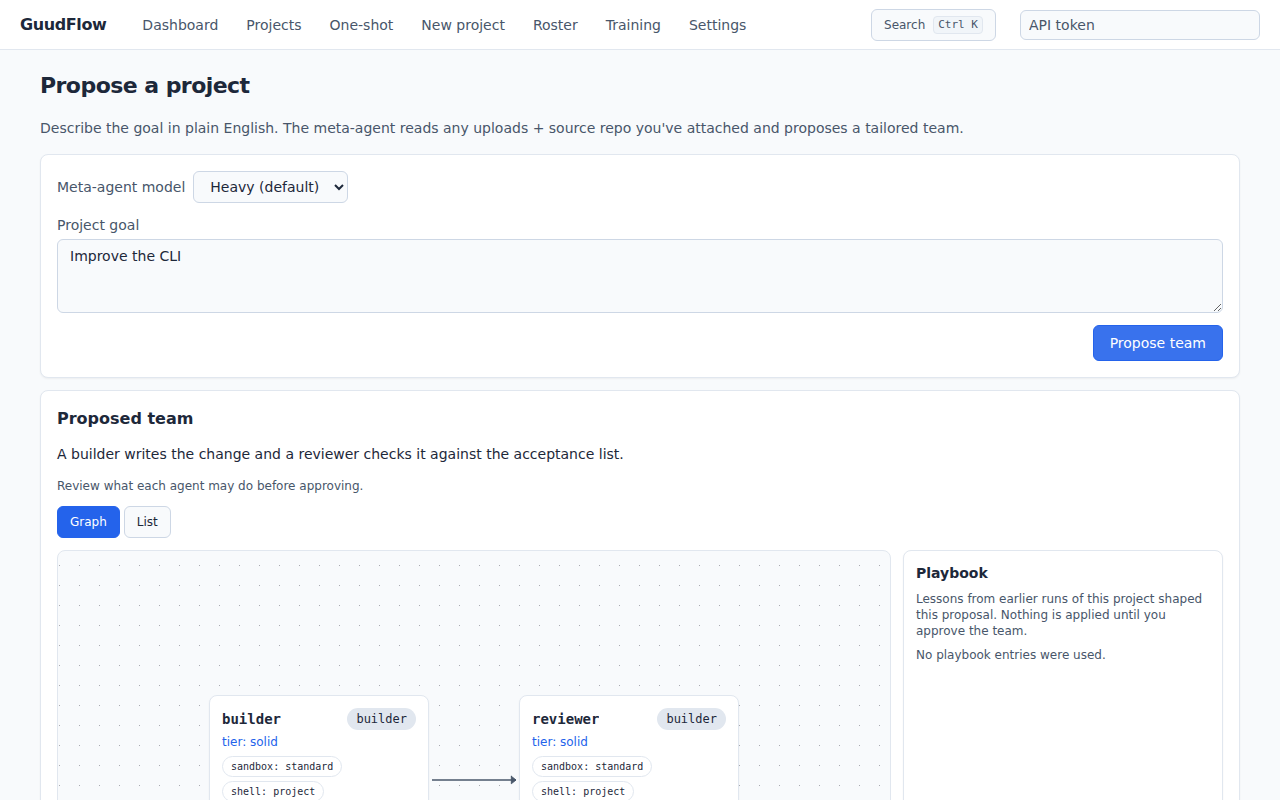 GuudFlow Dashboard Projects One-shot New project Roster Training Settings Search Ctrl K API token
Propose a project
Describe the goal in plain English. The meta-agent reads any uploads + source repo you've attached and proposes a tailored team.
Meta-agent model Heavy (default)
Project goal
Improve the CLI
Propose team
Proposed team
A builder writes the change and a reviewer checks it against the acceptance list.
Review what each agent may do before approving.
Graph List
builder builder
tier: solid
sandbox: standard
shell: project
reviewer builder
tier: solid
sandbox: standard
shell: project
Playbook
Lessons from earlier runs of this project shaped
this proposal. Nothing is applied until you
approve the team.
No playbook entries were used.